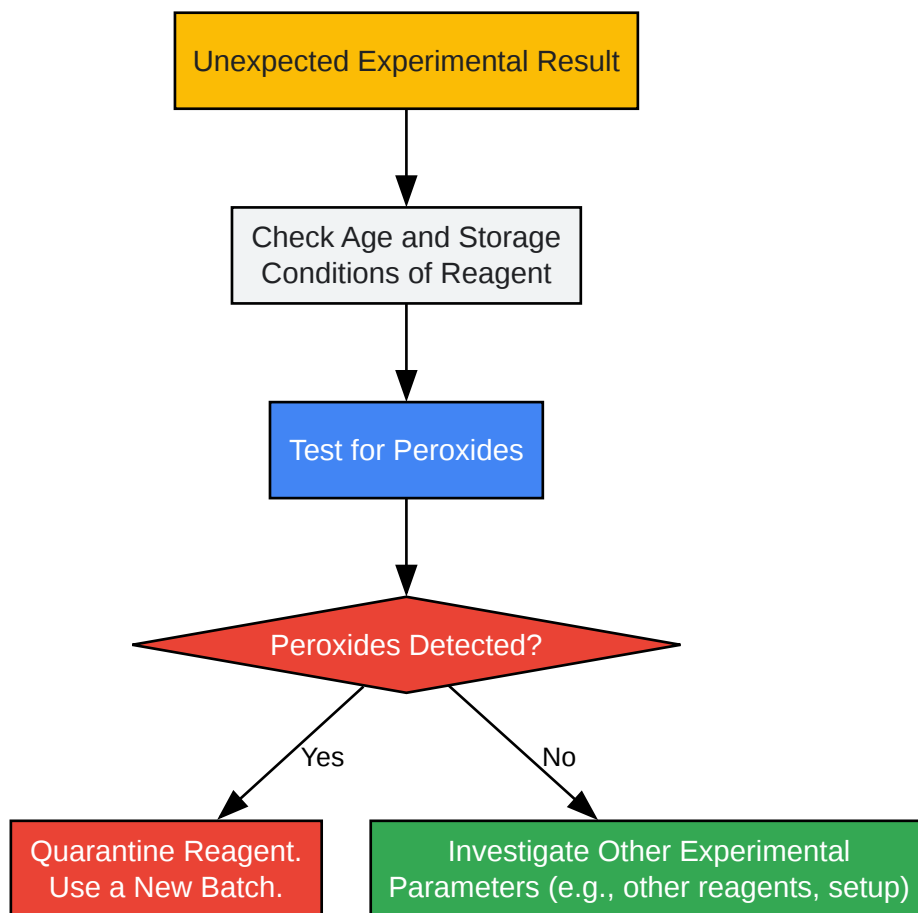 Unexpected Experimental Result
Check Age and Storage
Conditions of Reagent
Test for Peroxides
Peroxides Detected?
Yes
No
Quarantine Reagent.
Use a New Batch.
Investigate Other Experimental
Parameters (e.g., other reagents, setup)